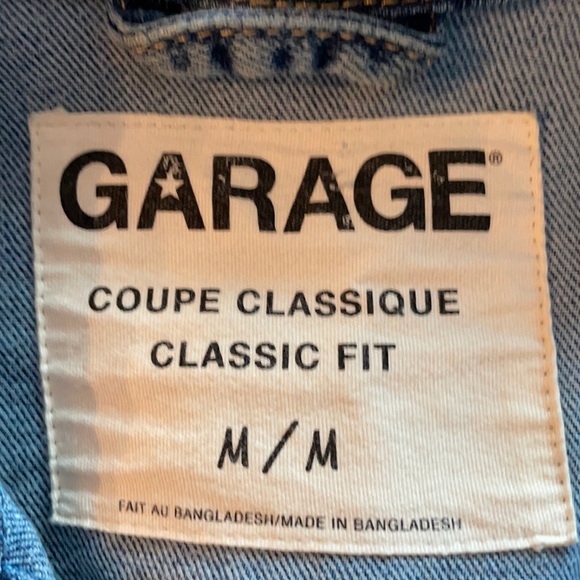 GARAGE®
COUPE CLASSIQUE
CLASSIC FIT
M/M
FAIT AU BANGLADESH/MADE IN BANGLADESH